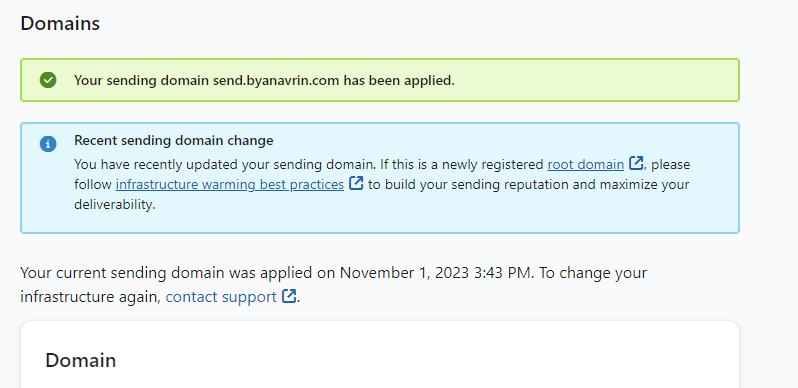 Domains
Your sending domain send.byanavrin.com has been applied.
Recent sending domain change
You have recently updated your sending domain. If this is a newly registered root domain, please
follow infrastructure warming best practices to build your sending reputation and maximize your
deliverability.
Your current sending domain was applied on November 1, 2023 3:43 PM. To change your
infrastructure again, contact support.
Domain